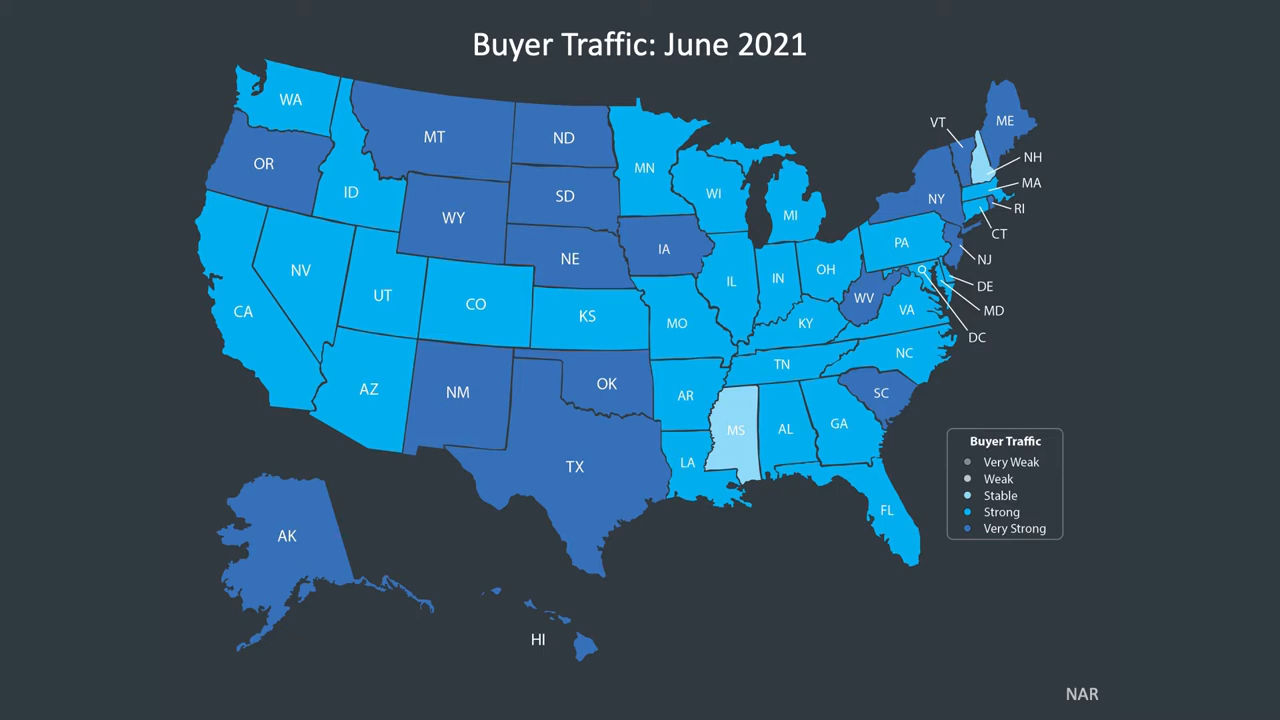 Buyer Traffic: June 2021
WA
MT
ND
MN
VT
ME
OR
ID
SD
WI
MI
NY
NH
MA
RI
WY
IA
CT
NV
NE
PA
NJ
UT
CO
IL
IN
OH
DE
CA
KS
MO
KY
WV
VA
MD
DC
AZ
NM
OK
AR
TN
NC
SC
TX
LA
MS
AL
GA
FL
AK
HI
Buyer Traffic
Very Weak
Weak
Stable
Strong
Very Strong
NAR